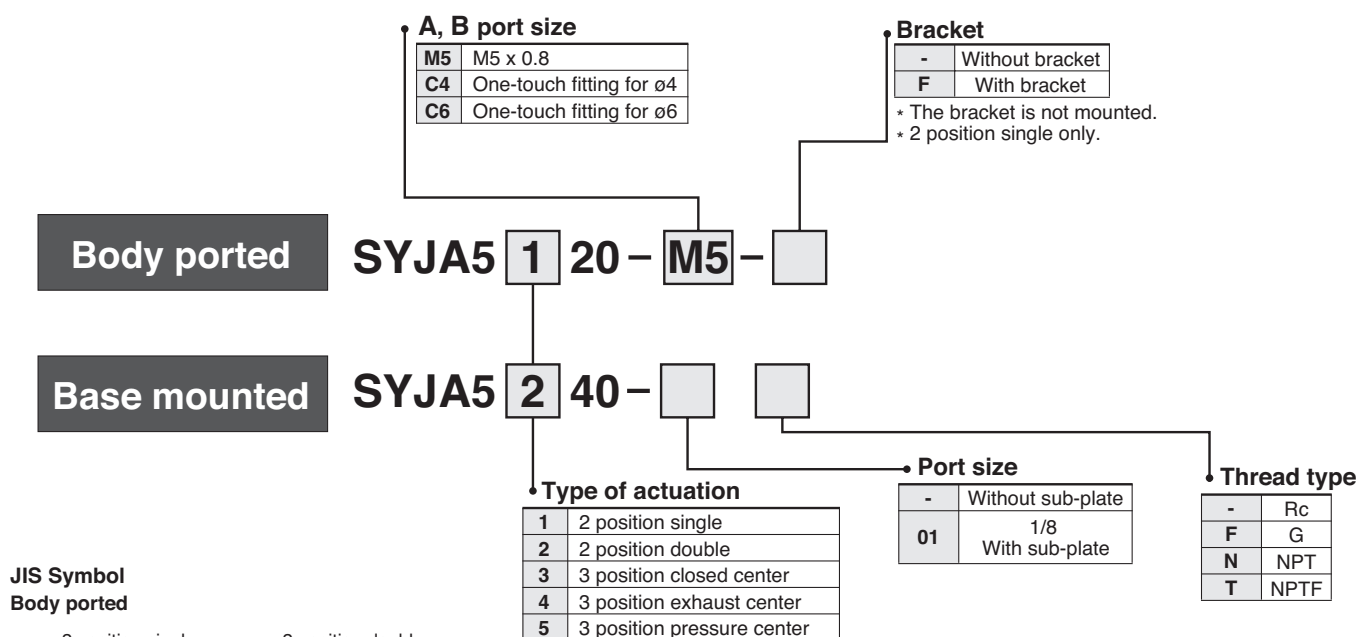 A, B port size
M5 M5 x 0.8
C4 One-touch fitting for ø4
C6 One-touch fitting for ø6
Bracket
- Without bracket
F With bracket
* The bracket is not mounted.
* 2 position single only.
Body ported SYJA5 1 20 – M5 –
Base mounted SYJA5 2 40 –
Type of actuation
1 2 position single
2 2 position double
3 3 position closed center
4 3 position exhaust center
5 3 position pressure center
Port size
- Without sub-plate
01 1/8
With sub-plate
Thread type
- Rc
F G
N NPT
T NPTF
JIS Symbol
Body ported